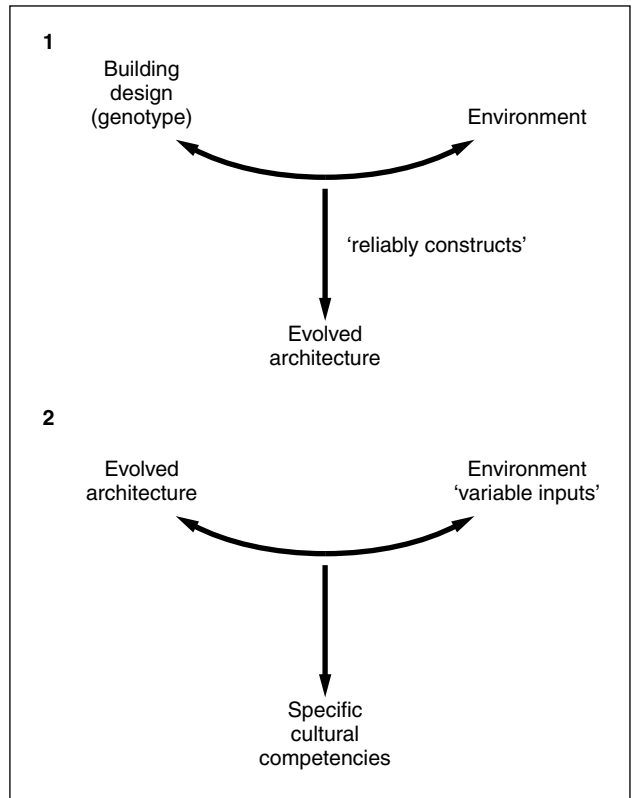 1
Building
design
(genotype)
Environment
‘reliably constructs’
Evolved
architecture
2
Evolved
architecture
Environment
‘variable inputs’
Specific
cultural
competencies